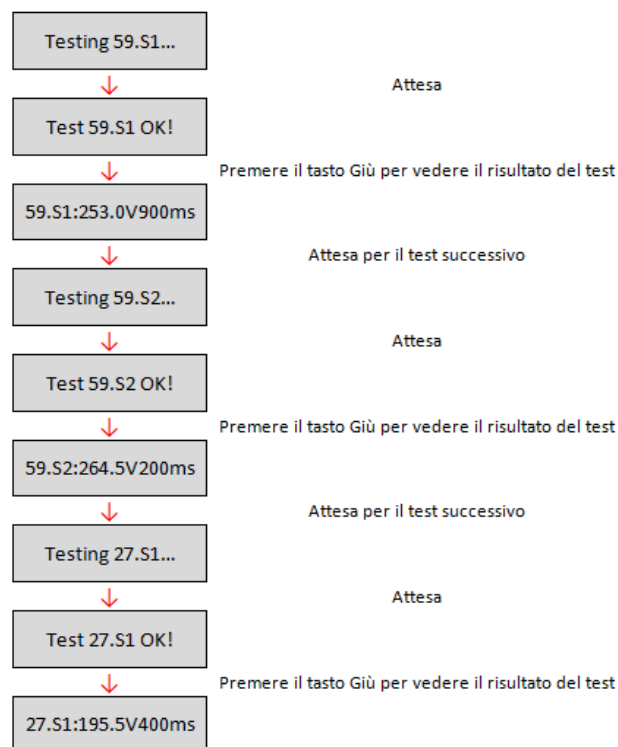 Testing 59.S1...
Attesa
Test 59.S1 OK!
Premere il tasto Giù per vedere il risultato del test
59.S1:253.0V900ms
Attesa per il test successivo
Testing 59.S2...
Attesa
Test 59.S2 OK!
Premere il tasto Giù per vedere il risultato del test
59.S2:264.5V200ms
Attesa per il test successivo
Testing 27.S1...
Attesa
Test 27.S1 OK!
Premere il tasto Giù per vedere il risultato del test
27.S1:195.5V400ms